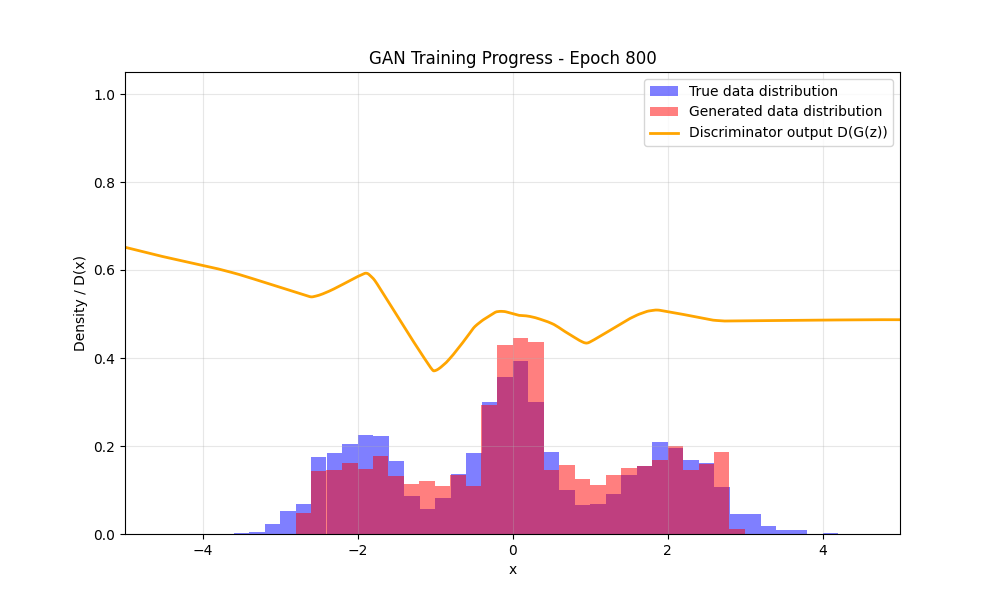 GAN Training Progress - Epoch 800
True data distribution
Generated data distribution
Discriminator output D(G(z))
Density / D(x)
1.0
0.8
0.6
0.4
0.2
0.0
−4
−2
0
2
4
x